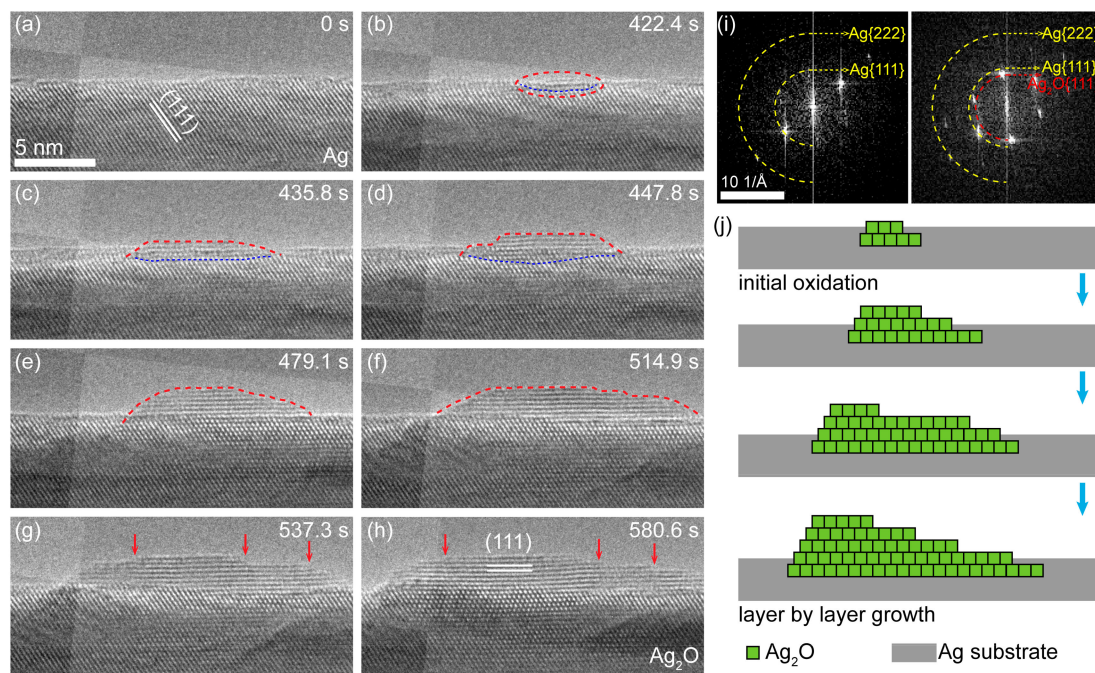 (a) 0 s
(111)
5 nm
Ag
(b) 422.4 s
(c) 435.8 s
(d) 447.8 s
(e) 479.1 s
(f) 514.9 s
(g) 537.3 s
(h) 580.6 s
(111)
Ag₂O
(i)
Ag{222}
Ag{111}
10 1/Å
Ag{222}
Ag{111}
Ag₂O{111}
(j)
initial oxidation
layer by layer growth
Ag₂O
Ag substrate